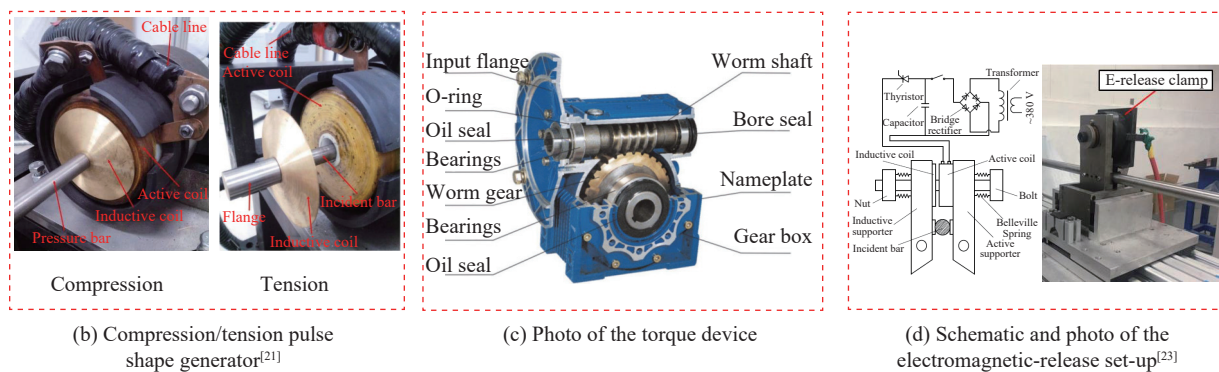 Cable line
Active coil
Inductive coil
Pressure bar
Compression
Cable line
Active coil
Flange
Incident bar
Inductive coil
Tension
(b) Compression/tension pulse
shape generator[21]
Input flange
O-ring
Oil seal
Bearings
Worm gear
Bearings
Oil seal
Worm shaft
Bore seal
Nameplate
Gear box
(c) Photo of the torque device
Transformer
Thyristor
Capacitor
Bridge
rectifier
~380 V
Inductive coil
Active coil
Nut
Bolt
Inductive
supporter
Belleville
Spring
Incident bar
Active
supporter
E-release clamp
(d) Schematic and photo of the
electromagnetic-release set-up[23]